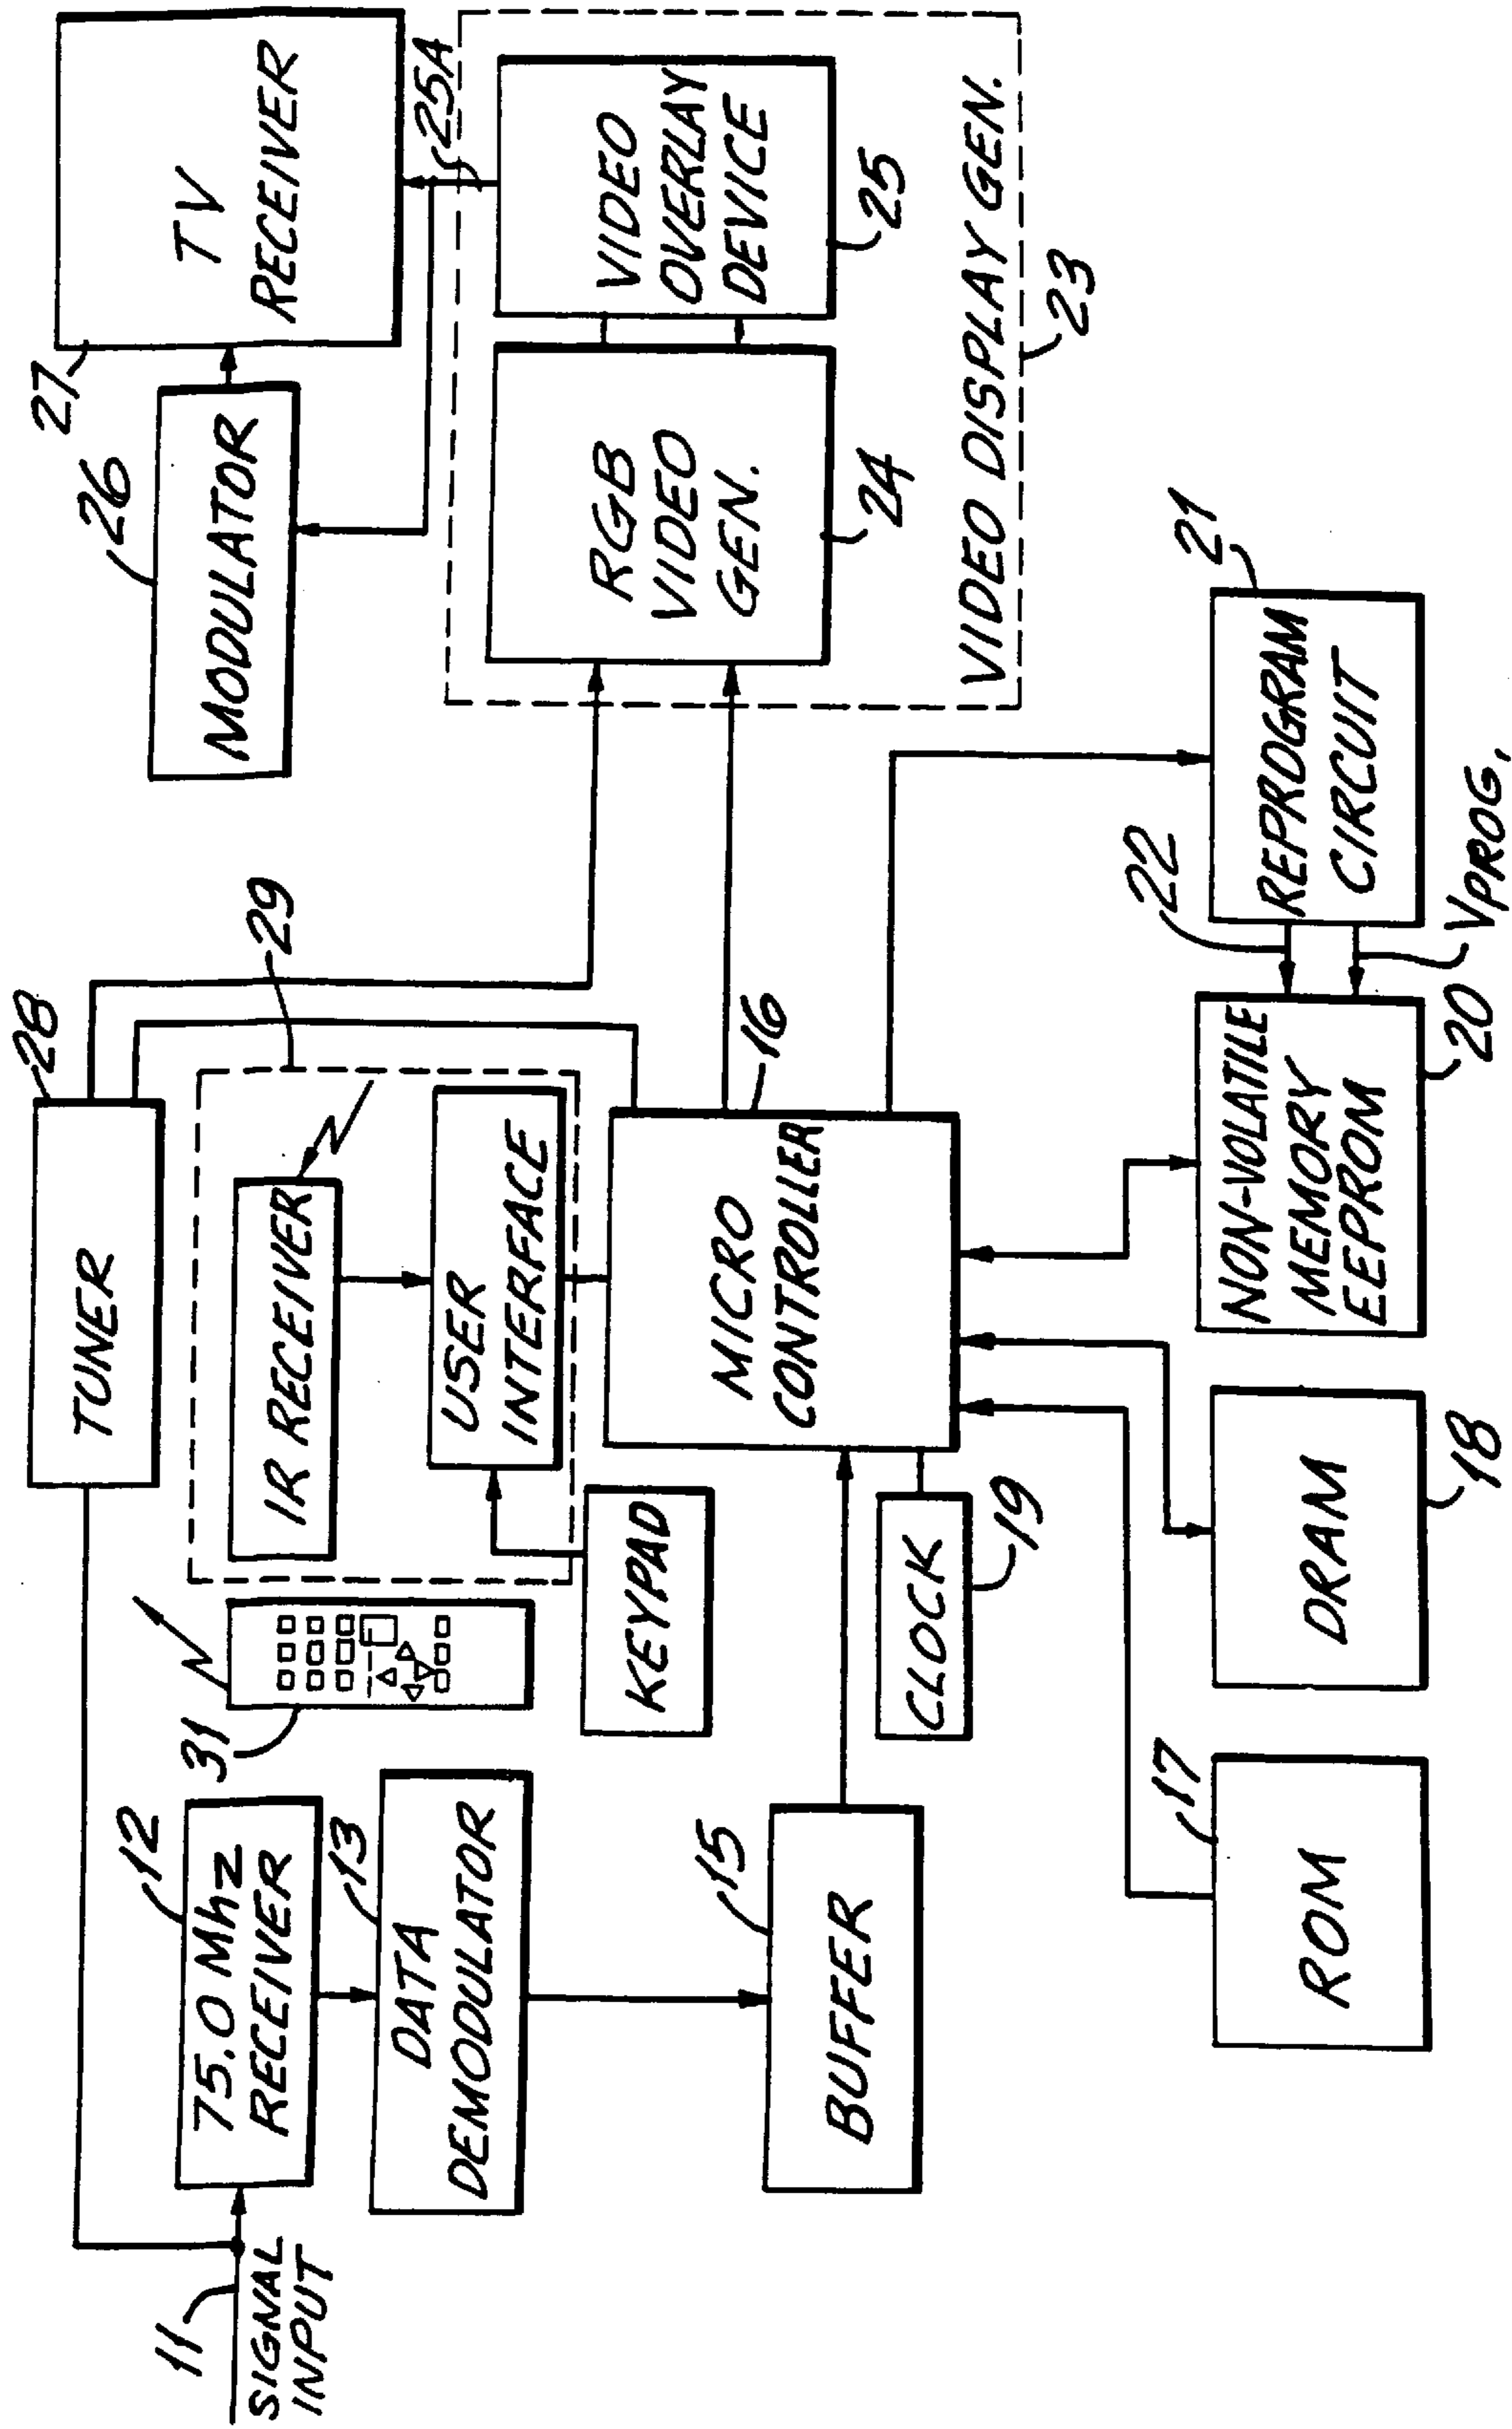 11
SIGNAL
INPUT
12
75.0 Mhz
RECEIVER
13
DATA
DEMODULATOR
15
BUFFER
17
ROM
28
TUNER
31
29
IR RECEIVER
USER
INTERFACE
KEYPAD
16
MICRO
CONTROLLER
CLOCK
19
DRAM
18
NON-VOLATILE
MEMORY
EEPROM
20
22
VPROG.
21
REPROGRAM
CIRCUIT
26
MODULATOR
27
TV
RECEIVER
25A
RGB
VIDEO
GEN.
24
VIDEO
OVERLAY
DEVICE
25
VIDEO DISPLAY GEN.
23